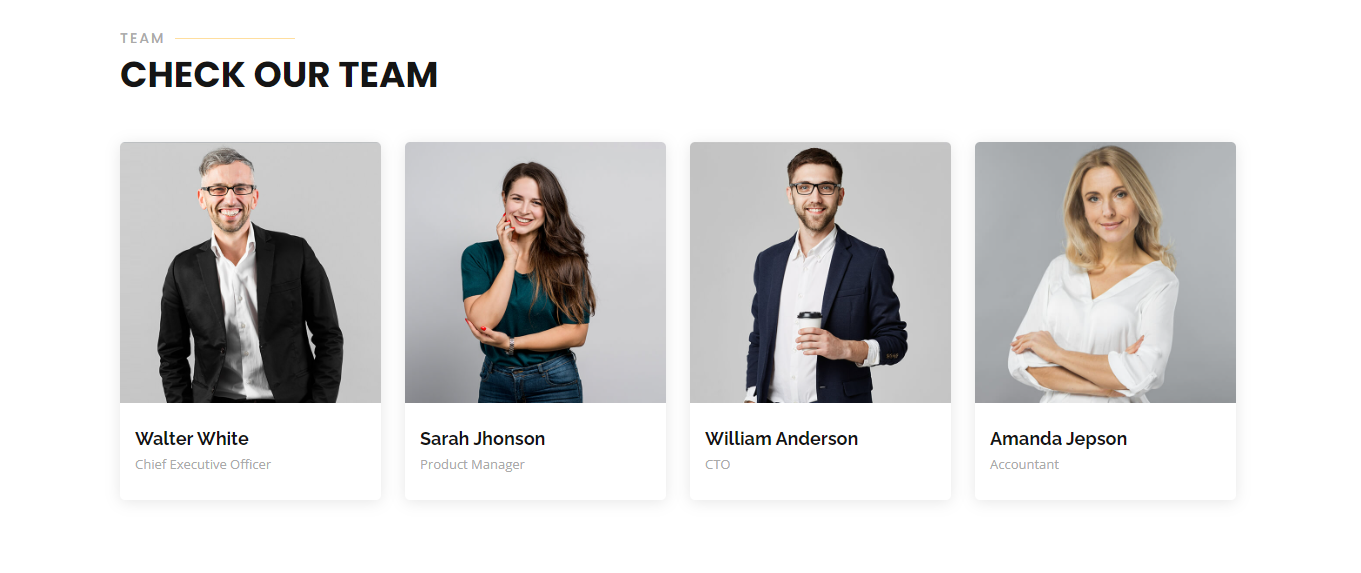 TEAM
CHECK OUR TEAM
Walter White
Chief Executive Officer
Sarah Jhonson
Product Manager
William Anderson
CTO
Amanda Jepson
Accountant